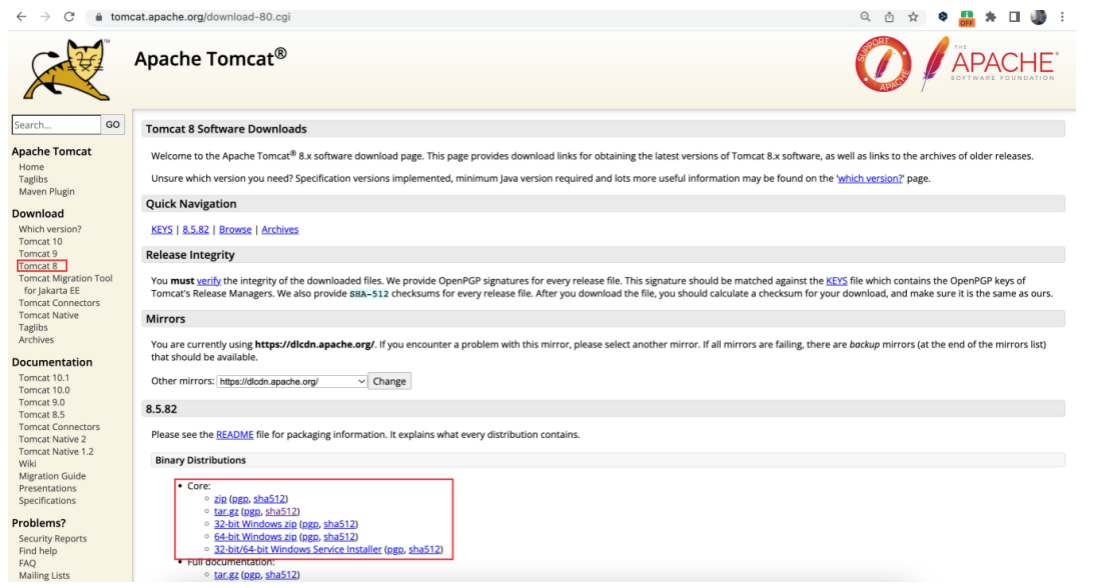 tomcat.apache.org/download-80.cgi
OFF
TM
Apache Tomcat®
SUPPORT
APACHE
THE
APACHE®
SOFTWARE FOUNDATION
Search...
GO
Apache Tomcat
Home
Taglibs
Maven Plugin
Download
Which version?
Tomcat 10
Tomcat 9
Tomcat 8
Tomcat Migration Tool
for Jakarta EE
Tomcat Connectors
Tomcat Native
Taglibs
Archives
Documentation
Tomcat 10.1
Tomcat 10.0
Tomcat 9.0
Tomcat 8.5
Tomcat Connectors
Tomcat Native 2
Tomcat Native 1.2
Wiki
Migration Guide
Presentations
Specifications
Problems?
Security Reports
Find help
FAQ
Mailing Lists
Tomcat 8 Software Downloads
Welcome to the Apache Tomcat® 8.x software download page. This page provides download links for obtaining the latest versions of Tomcat 8.x software, as well as links to the archives of older releases.
Unsure which version you need? Specification versions implemented, minimum Java version required and lots more useful information may be found on the 'which version?' page.
Quick Navigation
KEYS | 8.5.82 | Browse | Archives
Release Integrity
You must verify the integrity of the downloaded files. We provide OpenPGP signatures for every release file. This signature should be matched against the KEYS file which contains the OpenPGP keys of
Tomcat's Release Managers. We also provide SHA-512 checksums for every release file. After you download the file, you should calculate a checksum for your download, and make sure it is the same as ours.
Mirrors
You are currently using https://dlcdn.apache.org/. If you encounter a problem with this mirror, please select another mirror. If all mirrors are failing, there are backup mirrors (at the end of the mirrors list)
that should be available.
Other mirrors: https://dlcdn.apache.org/ Change
8.5.82
Please see the README file for packaging information. It explains what every distribution contains.
Binary Distributions
• Core:
◦ zip (pgp, sha512)
◦ tar.gz (pgp, sha512)
◦ 32-bit Windows zip (pgp, sha512)
◦ 64-bit Windows zip (pgp, sha512)
◦ 32-bit/64-bit Windows Service Installer (pgp, sha512)
• Full documentation:
◦ tar.gz (pgp, sha512)